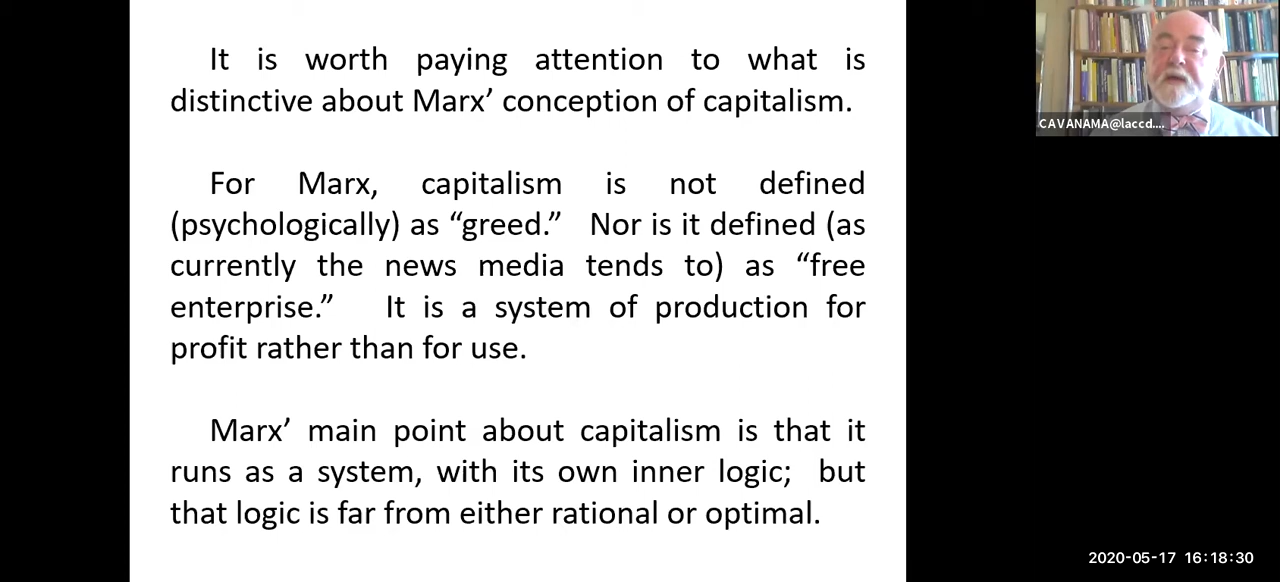 It is worth paying attention to what is
distinctive about Marx’ conception of capitalism.
For Marx, capitalism is not defined
(psychologically) as “greed.” Nor is it defined (as
currently the news media tends to) as “free
enterprise.” It is a system of production for
profit rather than for use.
Marx’ main point about capitalism is that it
runs as a system, with its own inner logic; but
that logic is far from either rational or optimal.
CAVANAMA@laccd....
2020-05-17 16:18:30